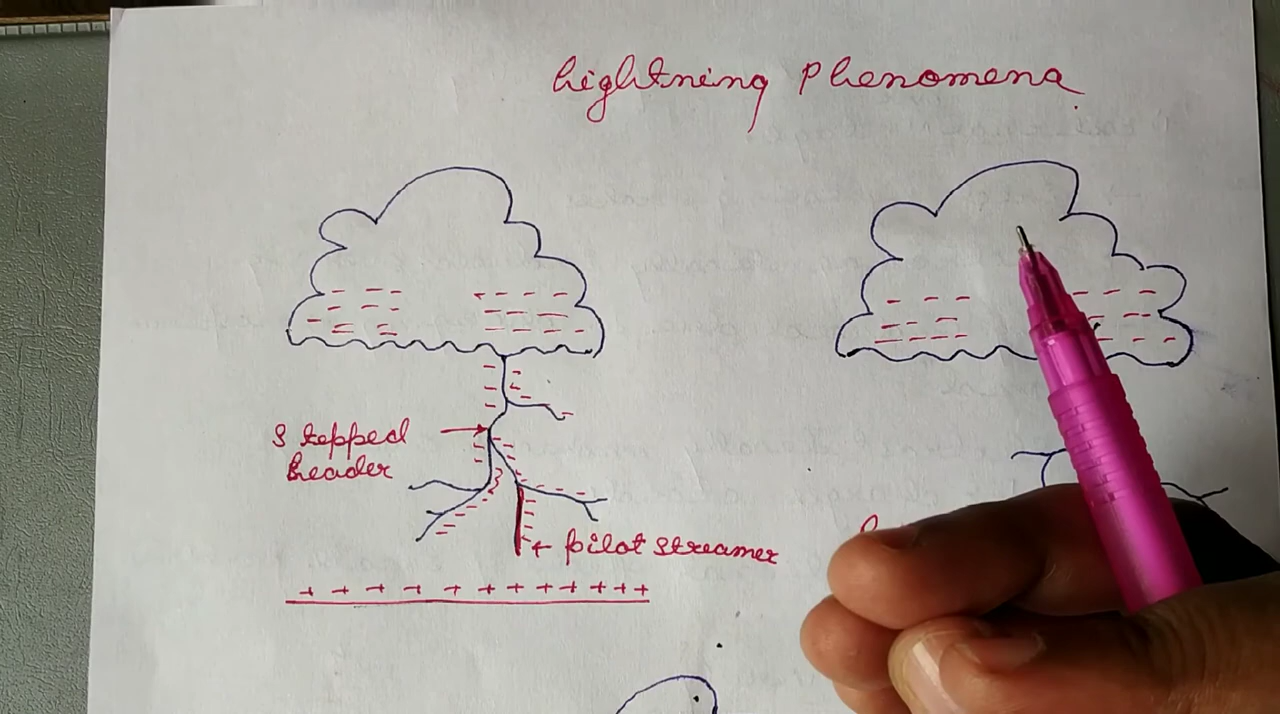 Lightning Phenomena
Stepped
Leader
pilot streamer
+ + + + + + + + + + +